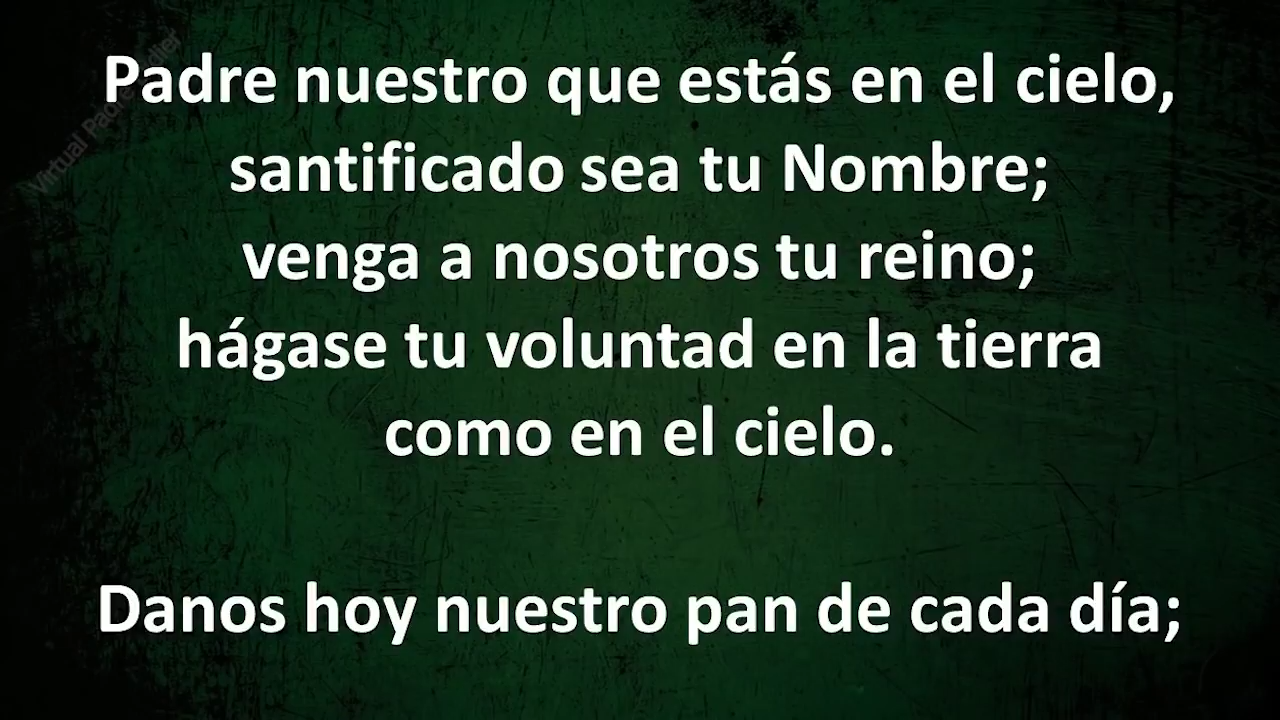 Padre nuestro que estás en el cielo,
santificado sea tu Nombre;
venga a nosotros tu reino;
hágase tu voluntad en la tierra
como en el cielo.
Danos hoy nuestro pan de cada día;
Virtual